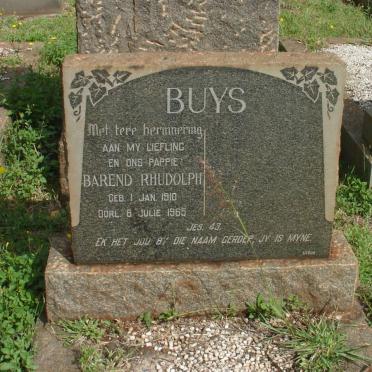 BUYS
Met tere herinnering
AAN MY LIEFLING
EN ONS PAPPIE!
BAREND RHUDOLPH
GEB. 1 JAN. 1910
OORL. 6 JULIE 1965
JES. 43.
EK HET JOU BY DIE NAAM GEROEP, JY IS MYNE.